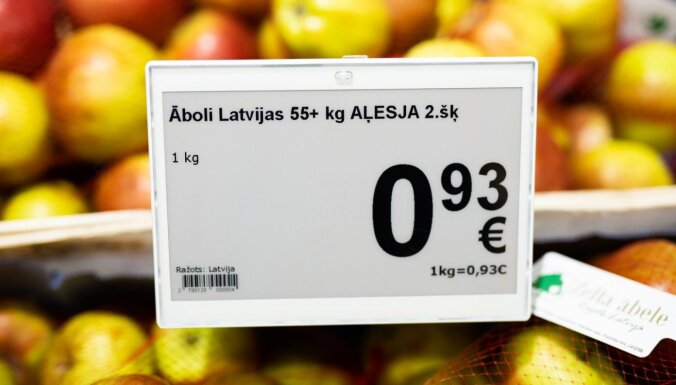 Āboli Latvijas 55+ kg AĻESJA 2.šķ
1 kg
0 93
€
1kg=0,93€
Ražots: Latvija
Zelta ābele